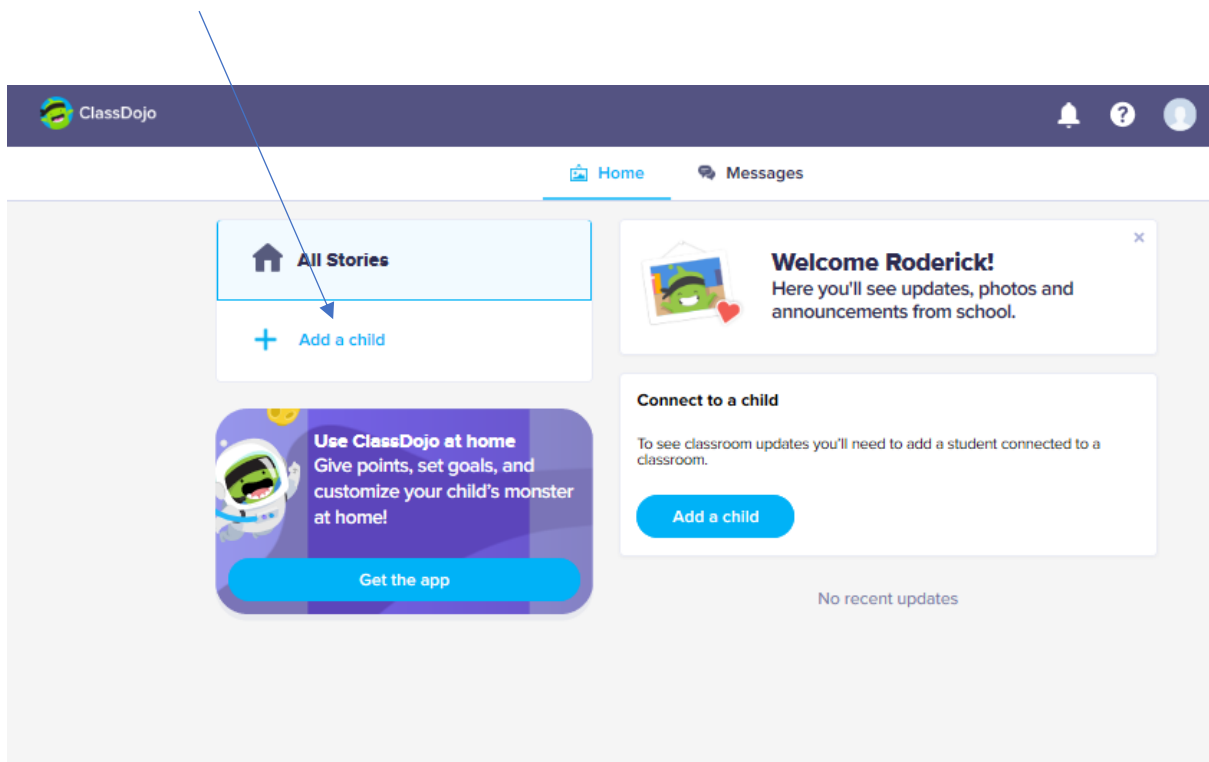 ClassDojo
?
Home
Messages
All Stories
Add a child
Use ClassDojo at home
Give points, set goals, and
customize your child's monster
at home!
Get the app
Welcome Roderick!
Here you'll see updates, photos and
announcements from school.
Connect to a child
To see classroom updates you'll need to add a student connected to a
classroom.
Add a child
No recent updates